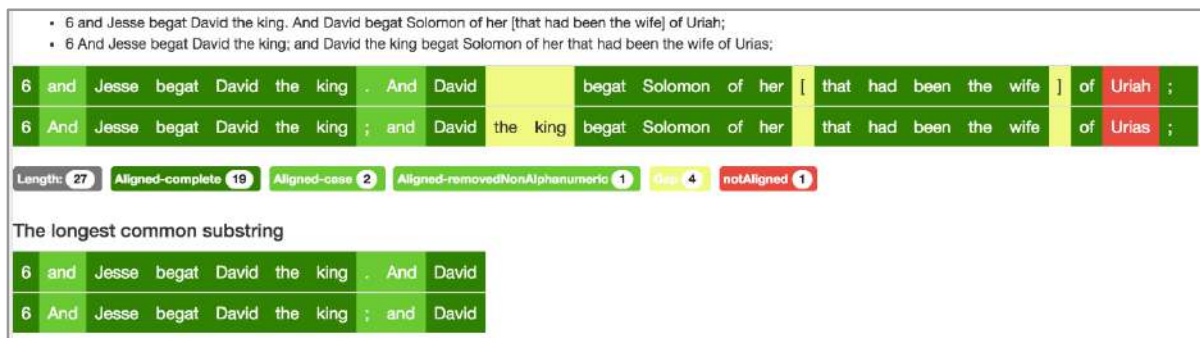 6 and Jesse begat David the king. And David begat Solomon of her [that had been the wife] of Uriah;
6 And Jesse begat David the king; and David the king begat Solomon of her that had been the wife of Urias;
6 and Jesse begat David the king . And David begat Solomon of her [ that had been the wife ] of Uriah ;
6 And Jesse begat David the king ; and David the king begat Solomon of her that had been the wife of Urias ;
Length: 27 Aligned-complete 19 Aligned-case 2 Aligned-removedNonAlphanumeric 1 Gap 4 notAligned 1
The longest common substring
6 and Jesse begat David the king . And David
6 And Jesse begat David the king ; and David